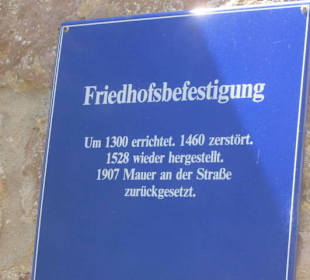 Friedhofsbefestigung
Um 1300 errichtet. 1460 zerstört.
1528 wieder hergestellt.
1907 Mauer an der Straße
zurückgesetzt.